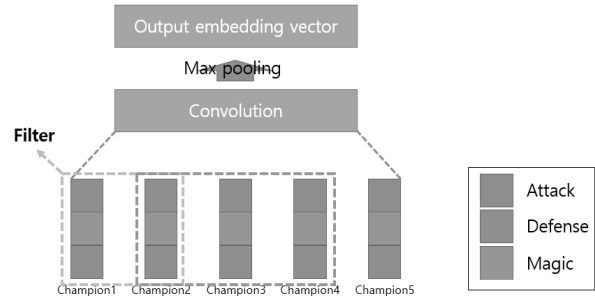 Output embedding vector
Max pooling
Convolution
Filter
Champion1 Champion2 Champion3 Champion4 Champion5
Attack
Defense
Magic